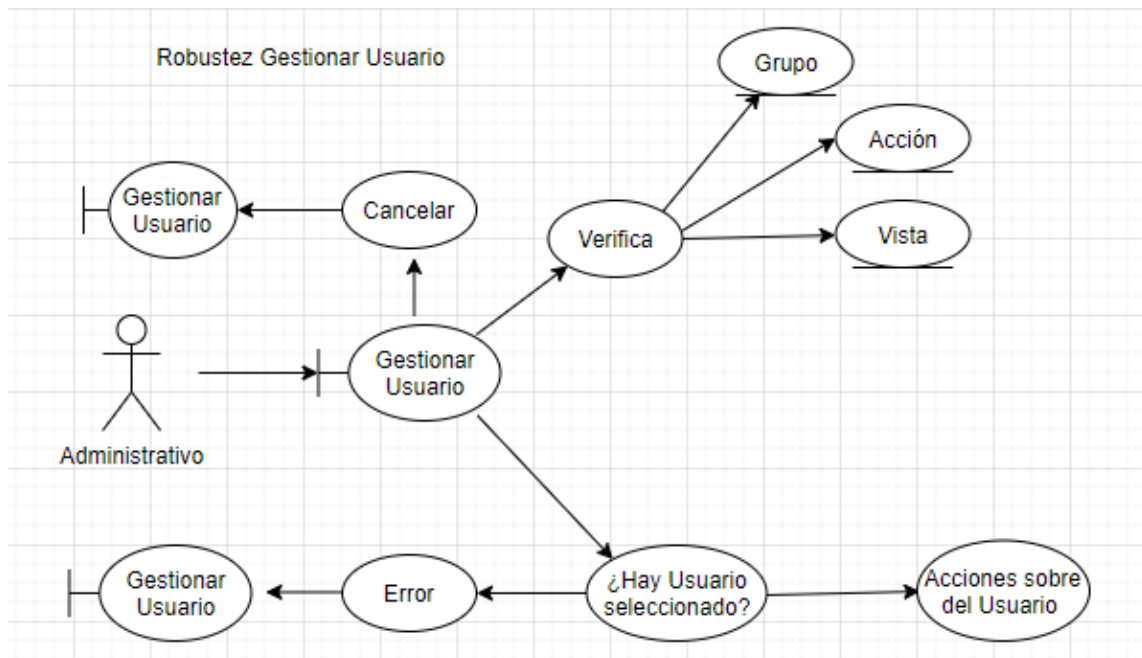 Robustez Gestionar Usuario
Grupo
Acción
Gestionar
Usuario
Cancelar
Verifica
Vista
Gestionar
Usuario
Administrativo
Gestionar
Usuario
Error
¿Hay Usuario
seleccionado?
Acciones sobre
del Usuario